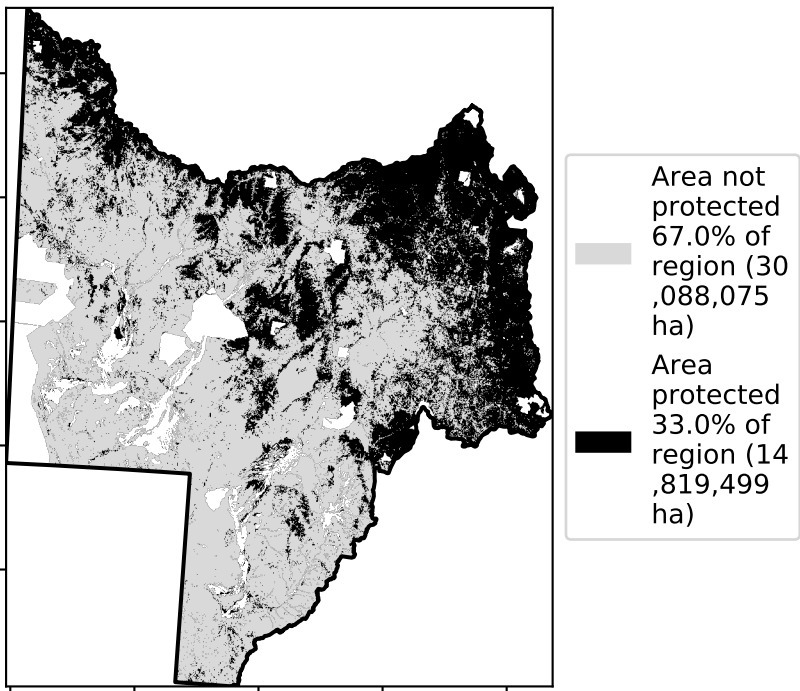 Area not
protected
67.0% of
region (30
,088,075
ha)
Area
protected
33.0% of
region (14
,819,499
ha)